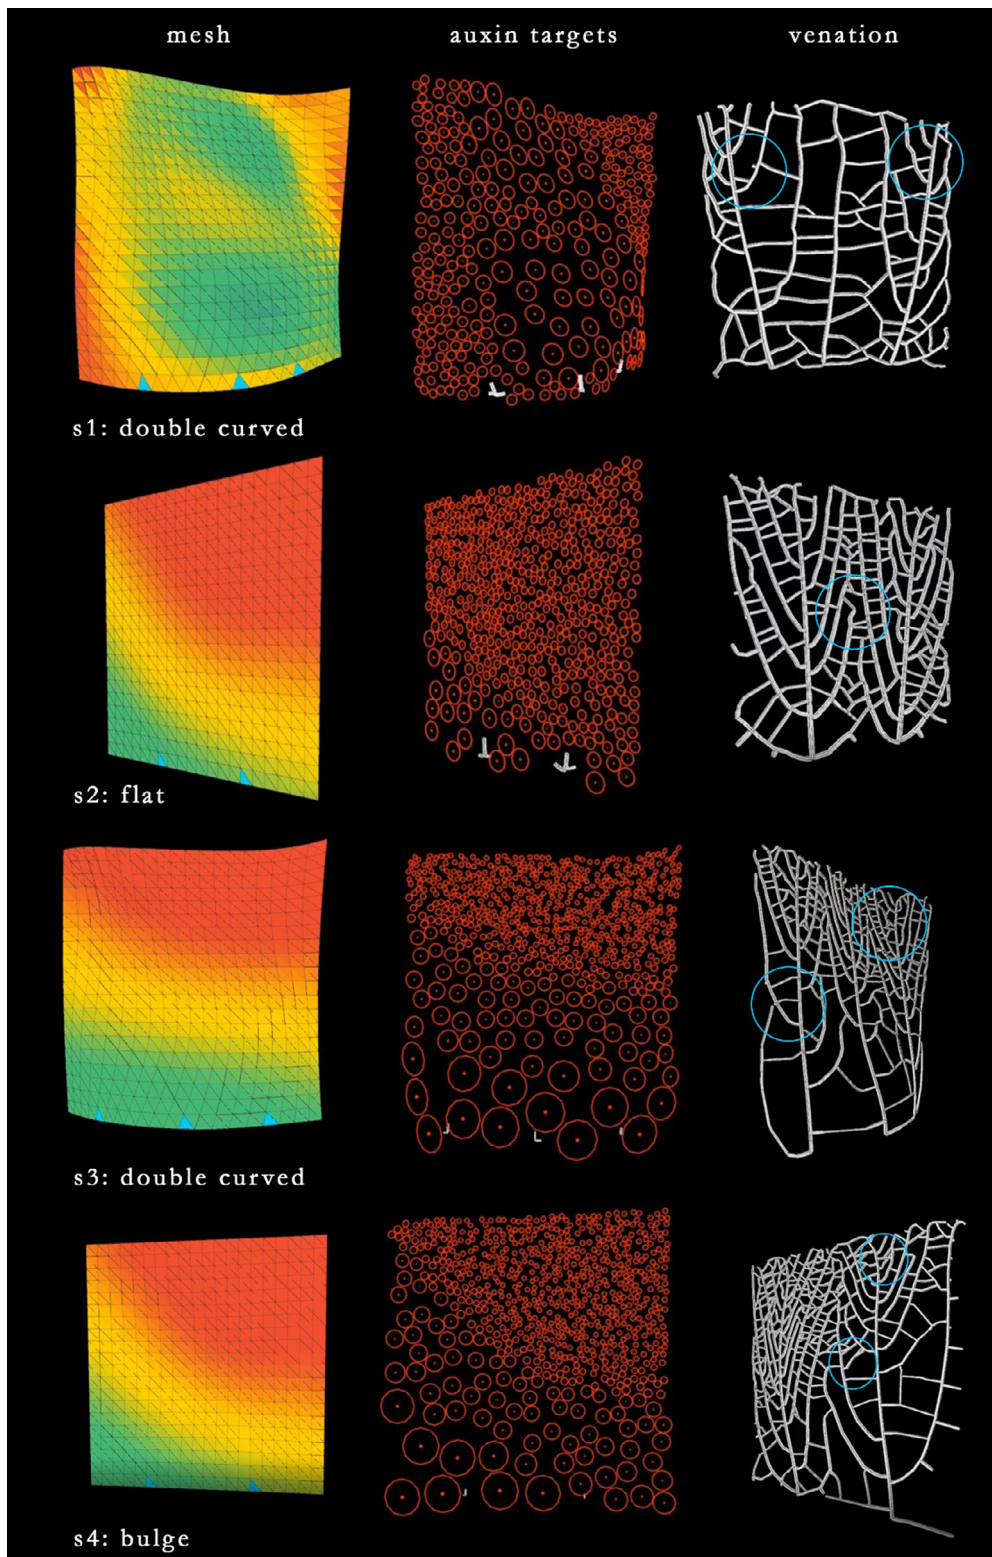 mesh auxin targets venation
s1: double curved
s2: flat
s3: double curved
s4: bulge